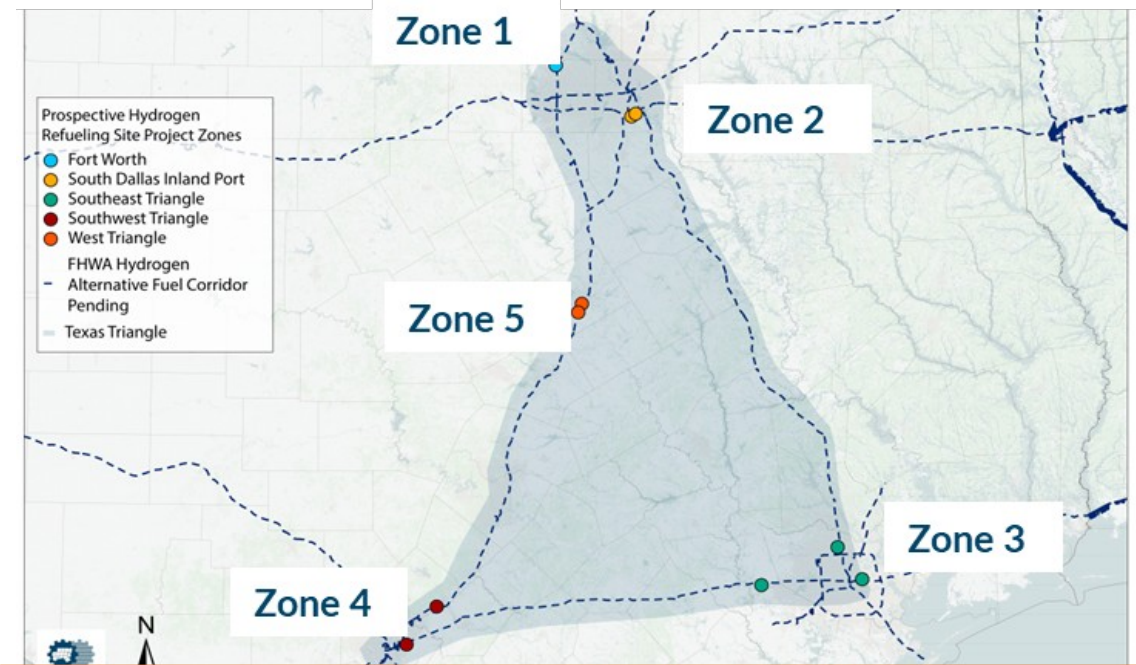 Zone 1
Zone 2
Prospective Hydrogen
Refueling Site Project Zones
Fort Worth
South Dallas Inland Port
Southeast Triangle
Southwest Triangle
West Triangle
FHWA Hydrogen
Alternative Fuel Corridor
Pending
Texas Triangle
Zone 5
Zone 3
Zone 4
N